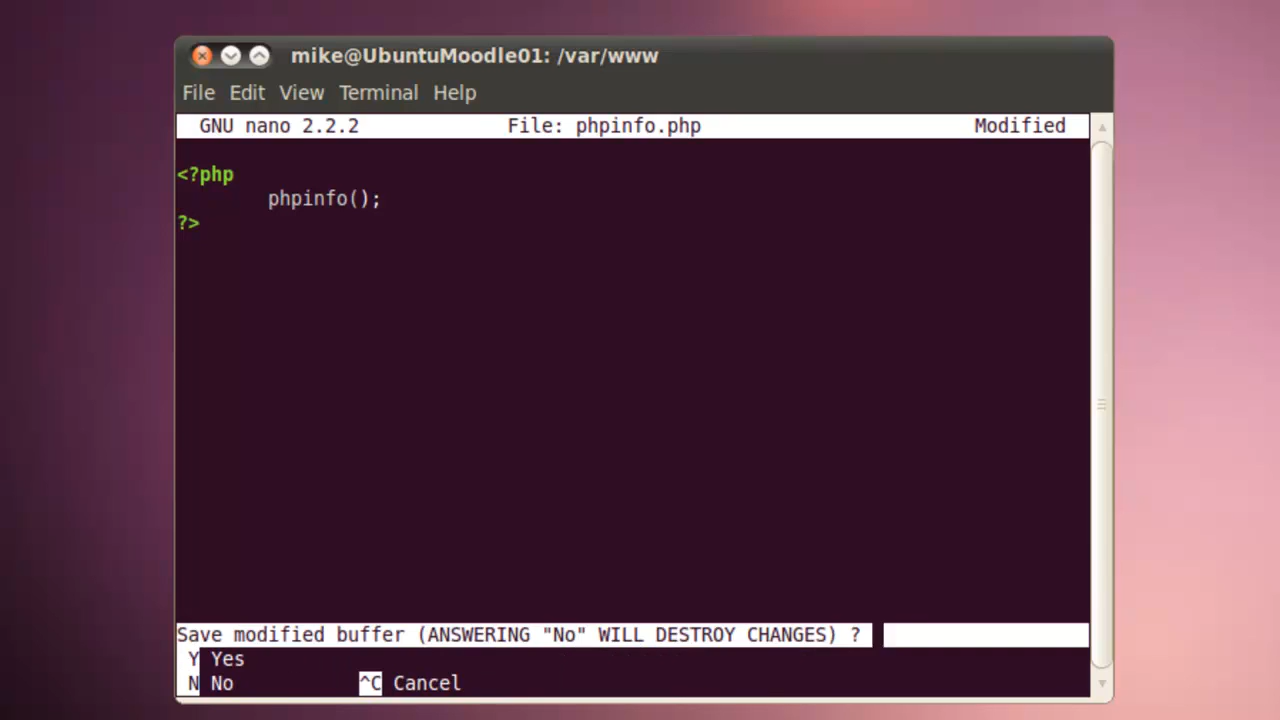 mike@UbuntuMoodle01: /var/www
File Edit View Terminal Help
GNU nano 2.2.2 File: phpinfo.php Modified
<?php
phpinfo();
?>
Save modified buffer (ANSWERING "No" WILL DESTROY CHANGES) ?
Y Yes
N No ^C Cancel